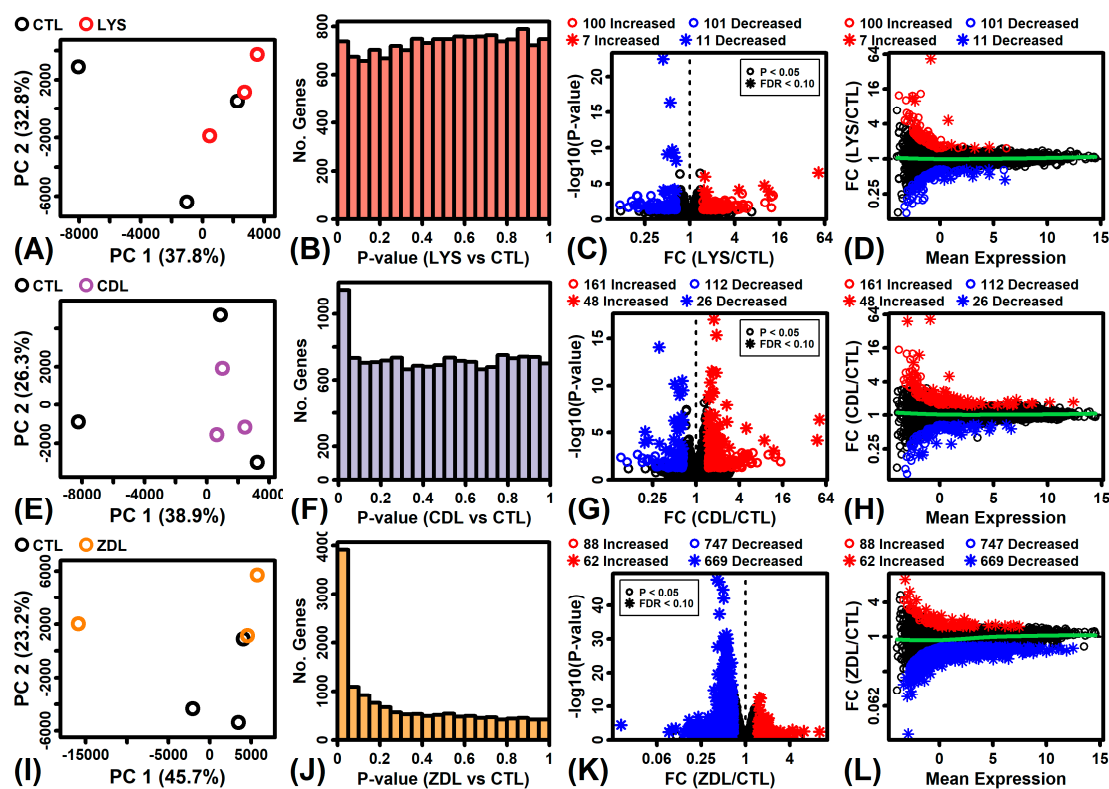 CTL LYS
PC 2 (32.8%)
-6000 -2000 2000
-8000 -4000 0 4000
PC 1 (37.8%)
(A)
No. Genes
0 200 400 600 800
0 0.2 0.4 0.6 0.8 1
P-value (LYS vs CTL)
(B)
100 Increased 101 Decreased
7 Increased 11 Decreased
P < 0.05
FDR < 0.10
-log10(P-value)
0 5 10 15 20
0.25 1 4 16 64
FC (LYS/CTL)
(C)
100 Increased 101 Decreased
7 Increased 11 Decreased
FC (LYS/CTL)
0.25 1 4 16 64
0 5 10 15
Mean Expression
(D)
CTL CDL
PC 2 (26.3%)
-2000 0 2000
-8000 -4000 0 4000
PC 1 (38.9%)
(E)
No. Genes
0 200 600 1000
0 0.2 0.4 0.6 0.8 1
P-value (CDL vs CTL)
(F)
161 Increased 112 Decreased
48 Increased 26 Decreased
P < 0.05
FDR < 0.10
-log10(P-value)
0 5 10 15
0.25 1 4 16 64
FC (CDL/CTL)
(G)
161 Increased 112 Decreased
48 Increased 26 Decreased
FC (CDL/CTL)
0.25 1 4 16 64
0 5 10 15
Mean Expression
(H)
CTL ZDL
PC 2 (23.2%)
-6000 -2000 2000 6000
-15000 -5000 0 5000
PC 1 (45.7%)
(I)
No. Genes
0 1000 2000 3000 4000
0 0.2 0.4 0.6 0.8 1
P-value (ZDL vs CTL)
(J)
88 Increased 747 Decreased
62 Increased 669 Decreased
P < 0.05
FDR < 0.10
-log10(P-value)
0 10 20 30 40
0.06 0.25 1 4
FC (ZDL/CTL)
(K)
88 Increased 747 Decreased
62 Increased 669 Decreased
FC (ZDL/CTL)
0.062 1 4
0 5 10 15
Mean Expression
(L)